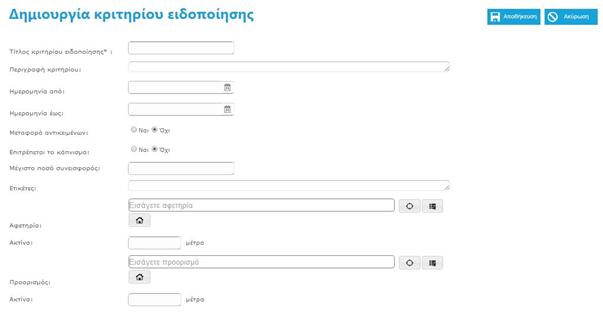 Δημιουργία κριτηρίου ειδοποίησης
Αποθήκευση
Ακύρωση
Τίτλος κριτηρίου ειδοποίησης* :
Περιγραφή κριτηρίου:
Ημερομηνία από:
Ημερομηνία έως:
Μεταφορά αντικειμένων: Ναι Όχι
Επιτρέπεται το κάπνισμα: Ναι Όχι
Μέγιστο ποσό συνεισφοράς:
Ετικέτες:
Εισάγετε αφετηρία
Αφετηρία:
Ακτίνα: μέτρα
Εισάγετε προορισμό
Προορισμός:
Ακτίνα: μέτρα